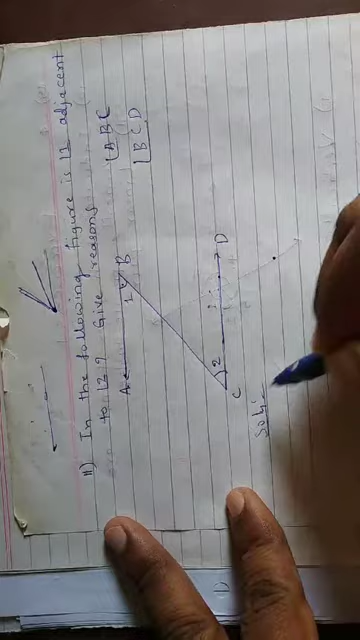 11) In the following figure is ∠1 adjacent
to ∠2 ? Give reasons ∠ABC
∠BCD
A 1 B
C 2 D
Sol:-